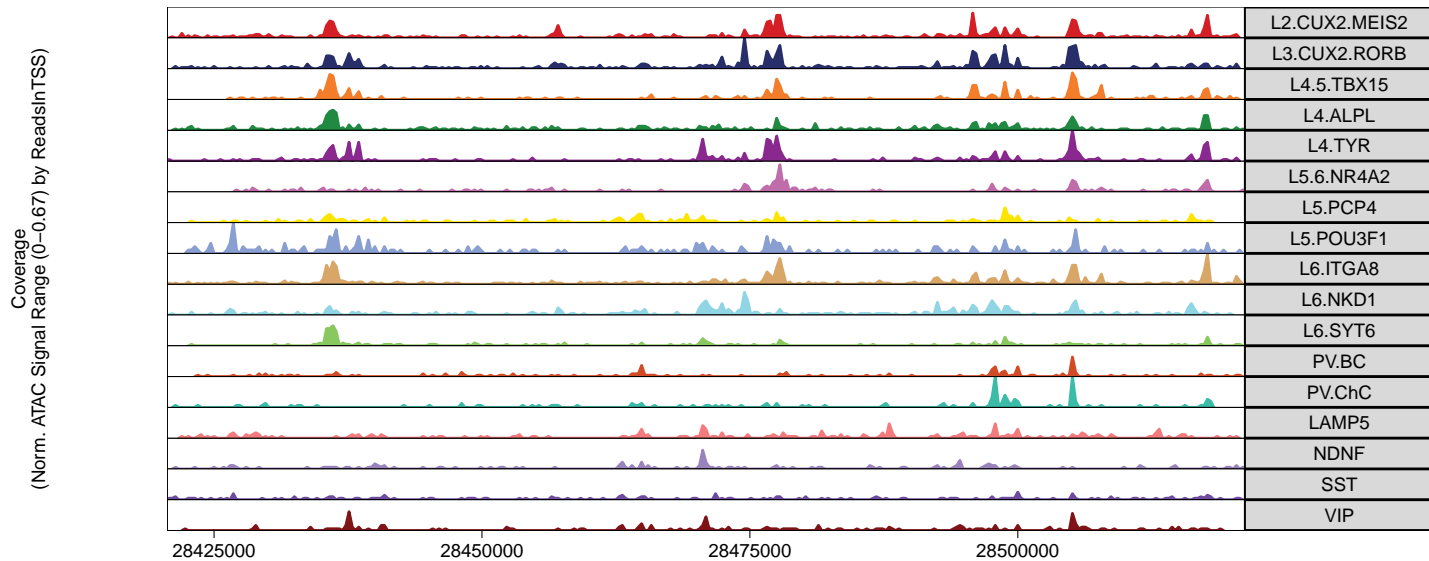 Coverage
(Norm. ATAC Signal Range (0−0.67) by ReadsInTSS)
L2.CUX2.MEIS2
L3.CUX2.RORB
L4.5.TBX15
L4.ALPL
L4.TYR
L5.6.NR4A2
L5.PCP4
L5.POU3F1
L6.ITGA8
L6.NKD1
L6.SYT6
PV.BC
PV.ChC
LAMP5
NDNF
SST
VIP
28425000 28450000 28475000 28500000